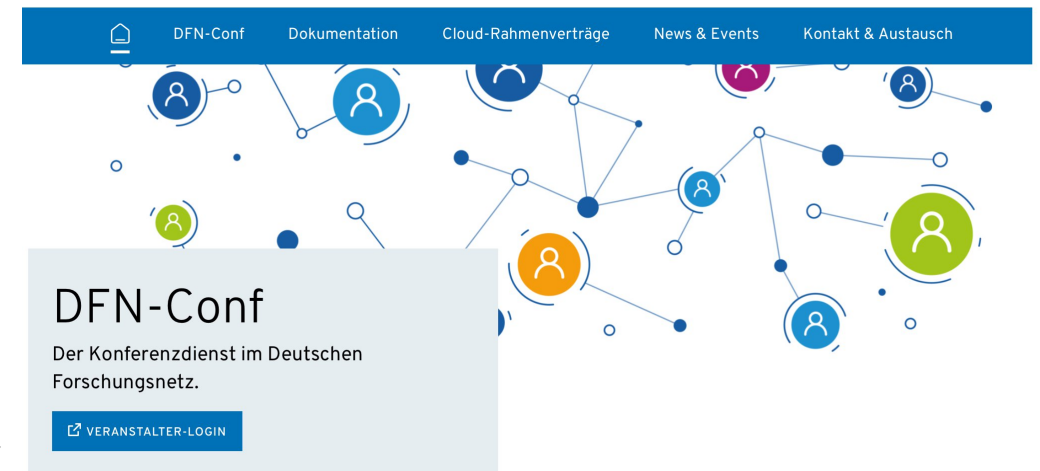 DFN-Conf Dokumentation Cloud-Rahmenverträge News & Events Kontakt & Austausch
DFN-Conf
Der Konferenzdienst im Deutschen
Forschungsnetz.
VERANSTALTER-LOGIN